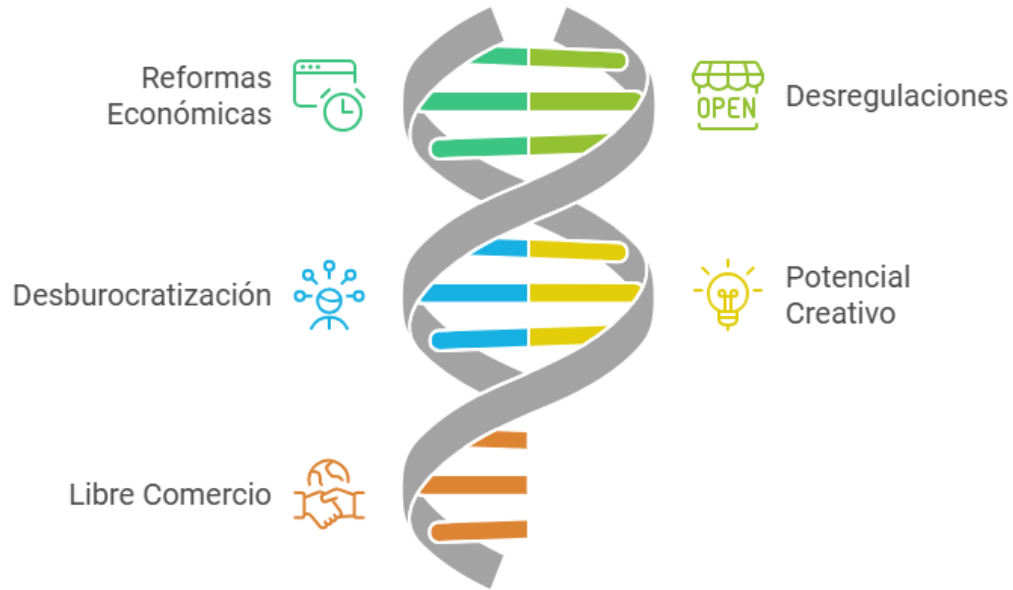 Reformas
Económicas
OPEN
Desregulaciones
Desburocratización
Potencial
Creativo
Libre Comercio